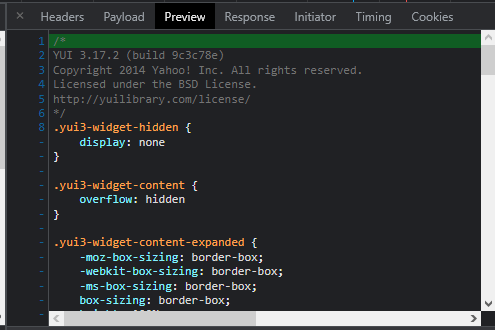 × Headers Payload Preview Response Initiator Timing Cookies
1 /*
2 YUI 3.17.2 (build 9c3c78e)
3 Copyright 2014 Yahoo! Inc. All rights reserved.
4 Licensed under the BSD License.
5 http://yuilibrary.com/license/
6 */
8 .yui3-widget-hidden {
- display: none
- }
-
- .yui3-widget-content {
- overflow: hidden
- }
-
- .yui3-widget-content-expanded {
- -moz-box-sizing: border-box;
- -webkit-box-sizing: border-box;
- -ms-box-sizing: border-box;
- box-sizing: border-box;